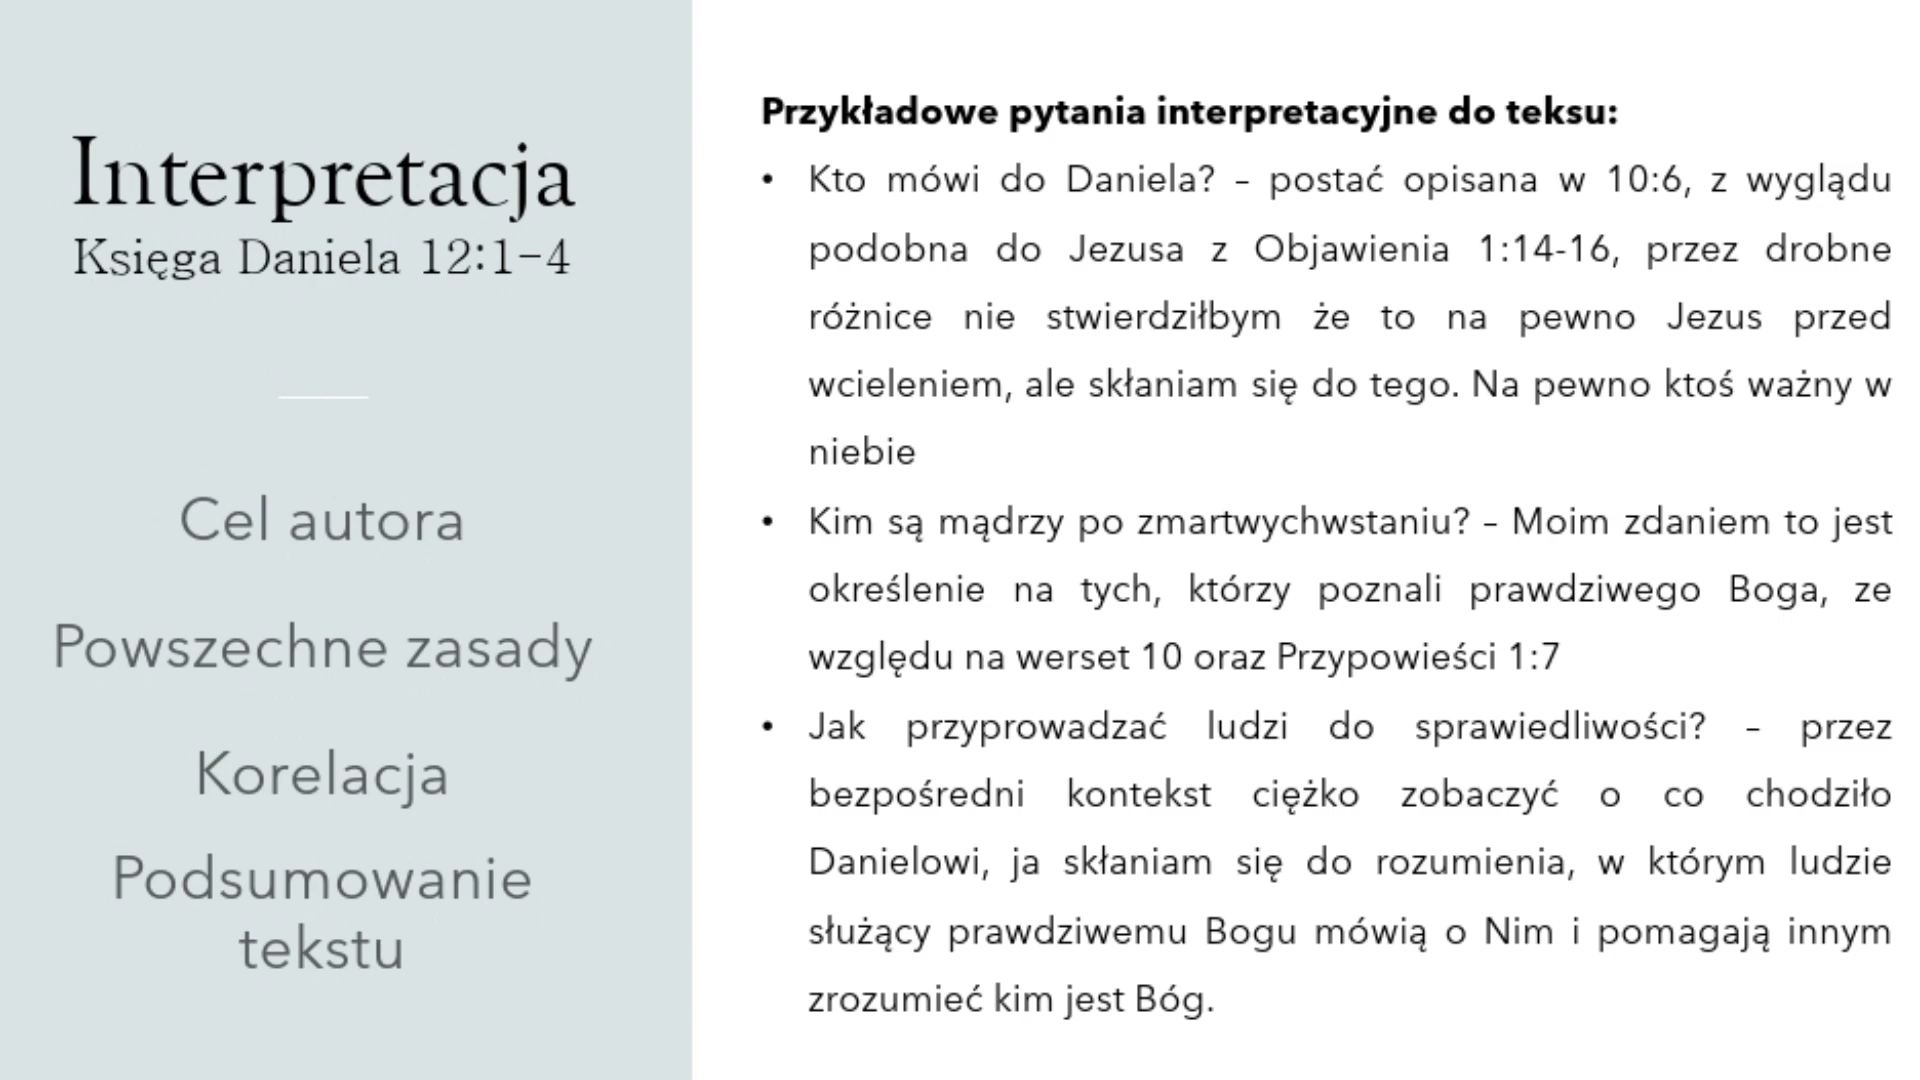 Interpretacja
Księga Daniela 12:1-4
Cel autora
Powszechne zasady
Korelacja
Podsumowanie
tekstu
Przykładowe pytania interpretacyjne do teksu:
• Kto mówi do Daniela? – postać opisana w 10:6, z wyglądu
podobna do Jezusa z Objawienia 1:14-16, przez drobne
różnice nie stwierdziłbym że to na pewno Jezus przed
wcieleniem, ale skłaniam się do tego. Na pewno ktoś ważny w
niebie
• Kim są mądrzy po zmartwychwstaniu? – Moim zdaniem to jest
określenie na tych, którzy poznali prawdziwego Boga, ze
względu na werset 10 oraz Przypowieści 1:7
• Jak przyprowadzać ludzi do sprawiedliwości? – przez
bezpośredni kontekst ciężko zobaczyć o co chodziło
Danielowi, ja skłaniam się do rozumienia, w którym ludzie
służący prawdziwemu Bogu mówią o Nim i pomagają innym
zrozumieć kim jest Bóg.